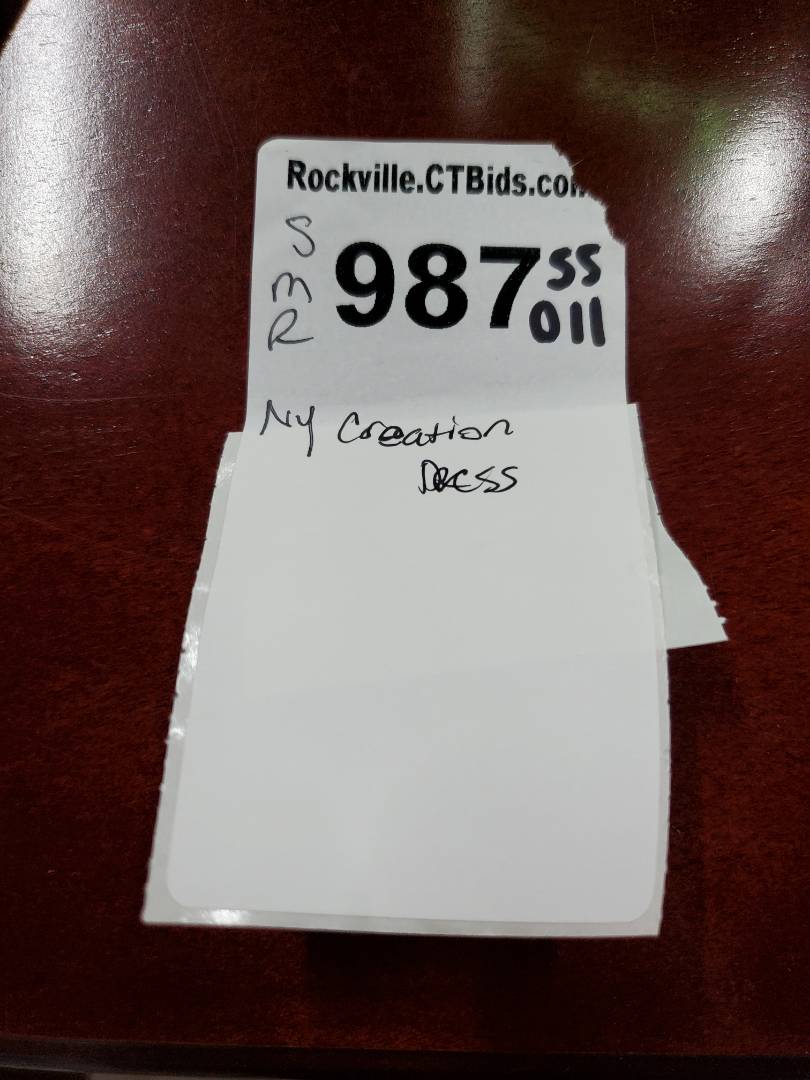 Rockville.CTBids.com
S
M
R
987
SS
011
NY Creation
Dress